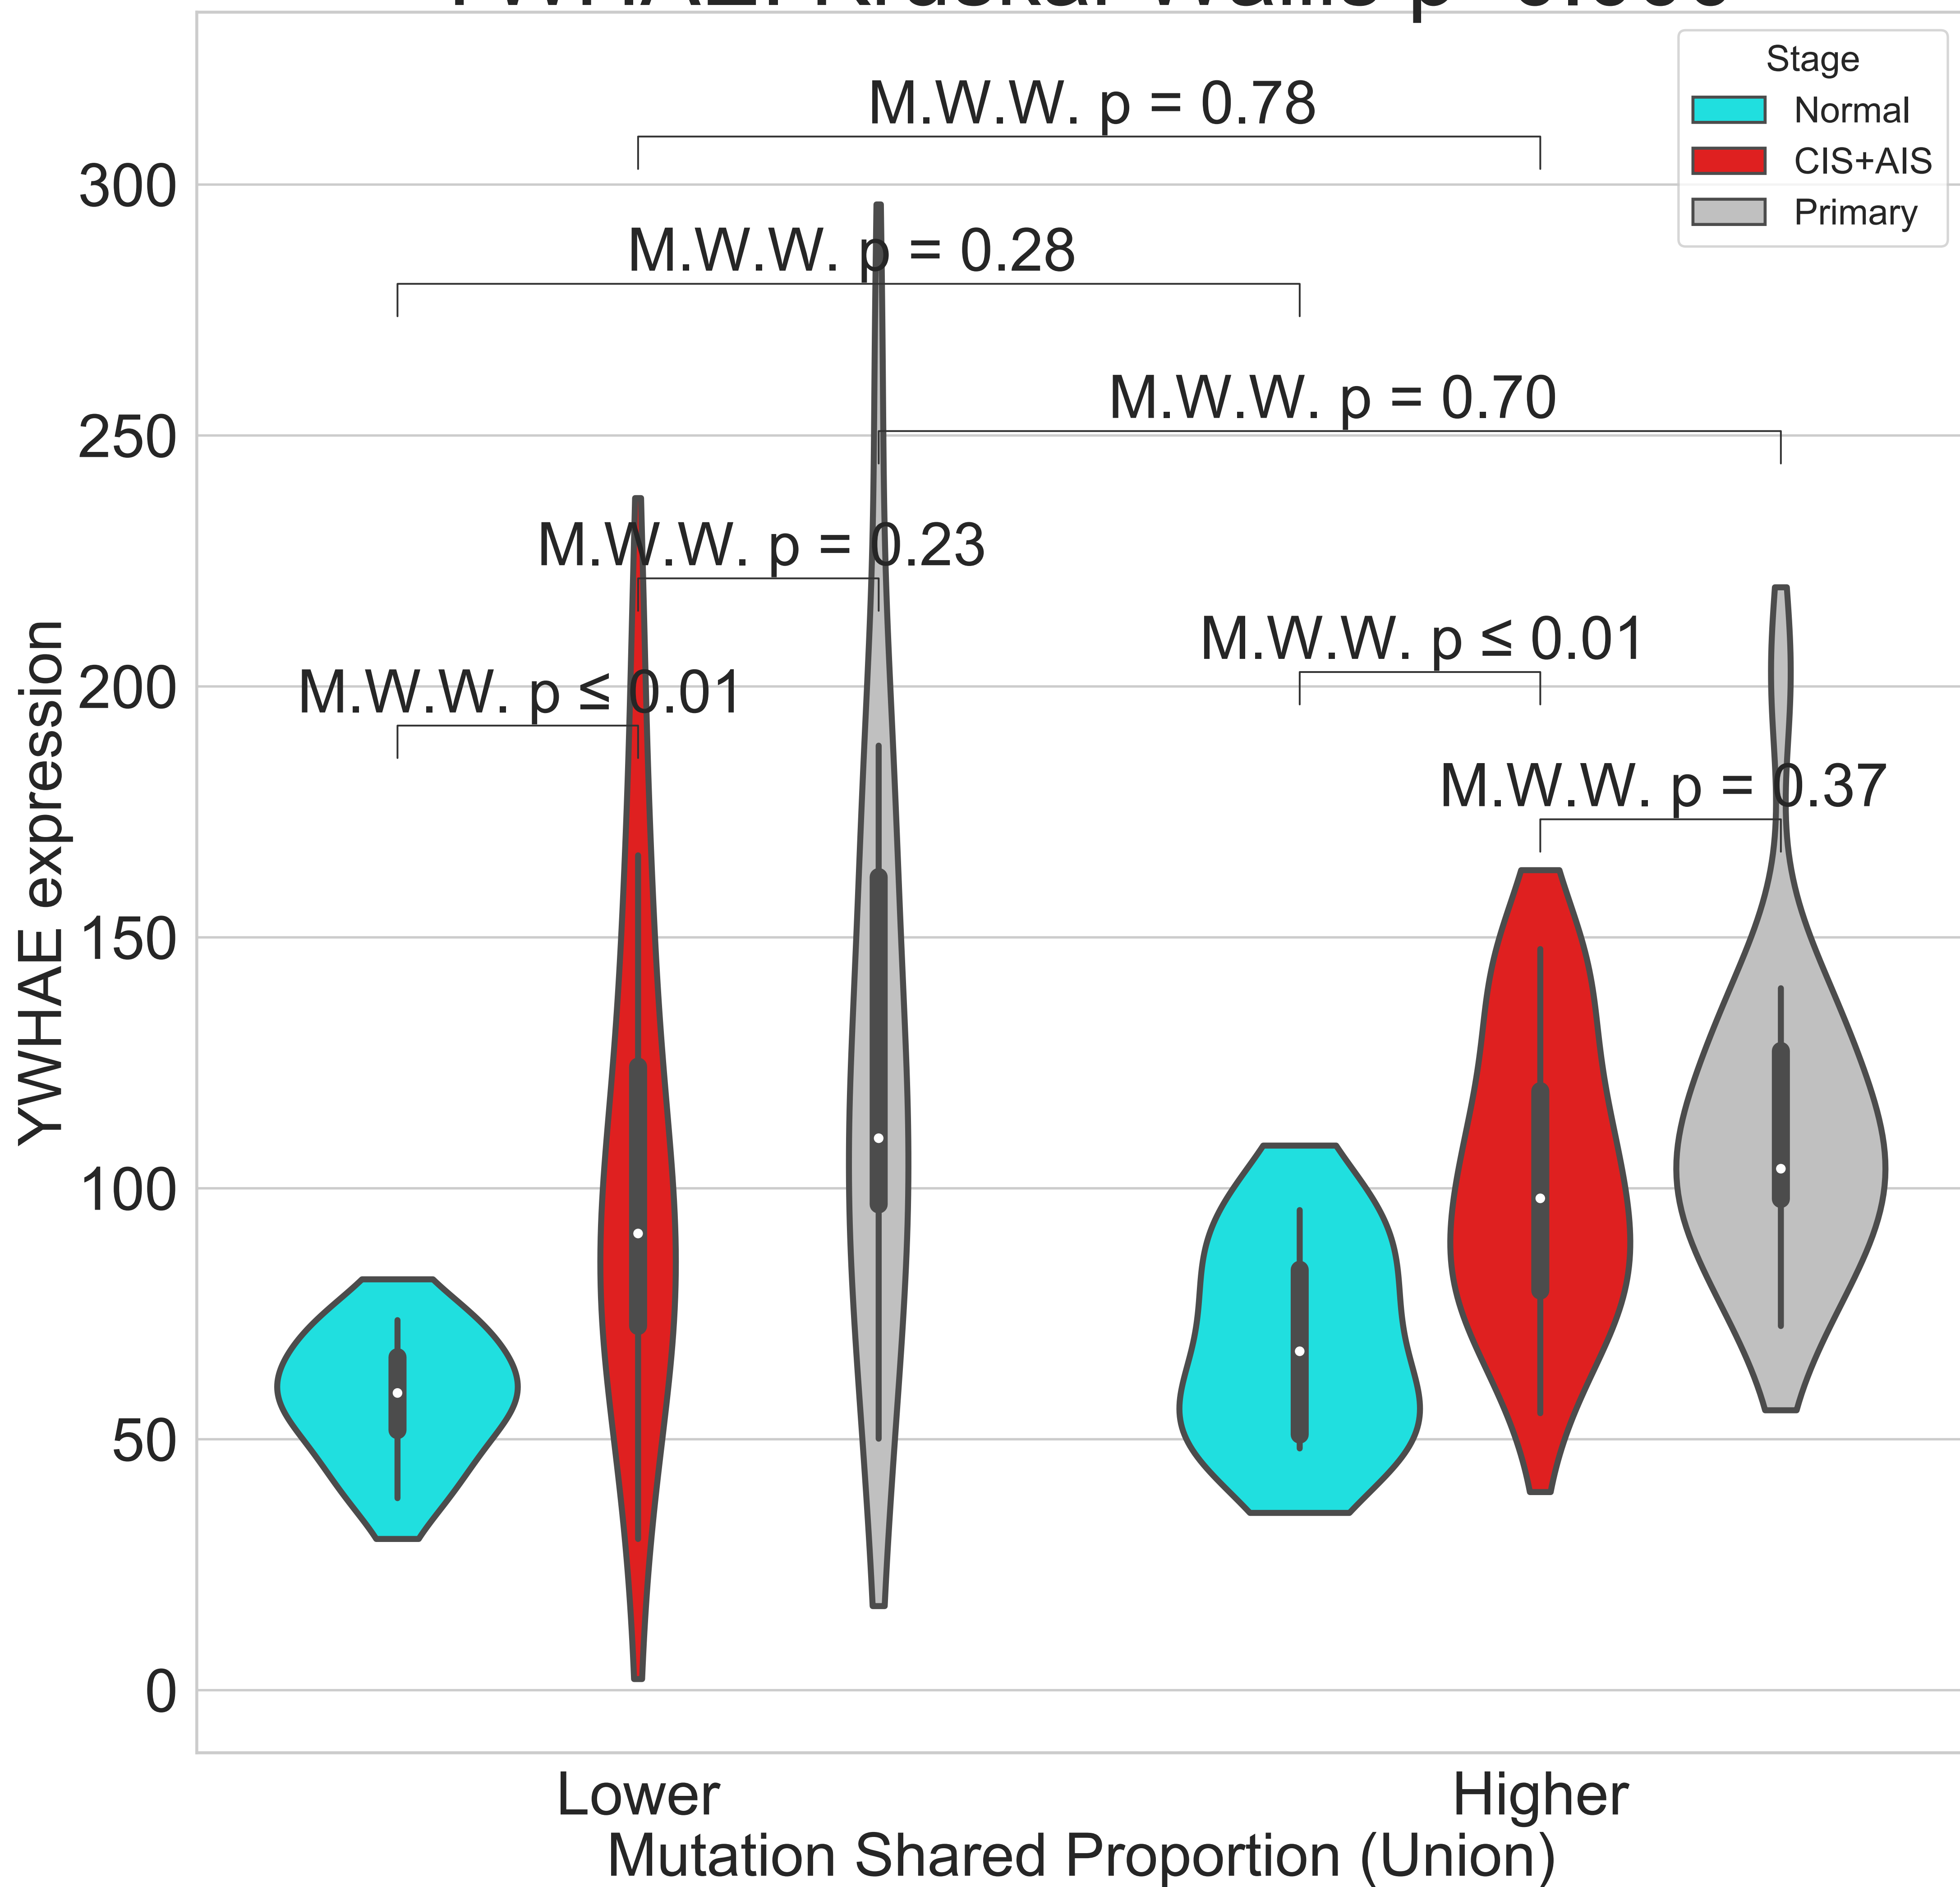 Stage
Normal
CIS+AIS
Primary
M.W.W. p = 0.78
M.W.W. p = 0.28
M.W.W. p = 0.70
M.W.W. p = 0.23
M.W.W. p ≤ 0.01
M.W.W. p ≤ 0.01
M.W.W. p = 0.37
300
250
200
150
100
50
0
YWHAE expression
Lower
Higher
Mutation Shared Proportion (Union)